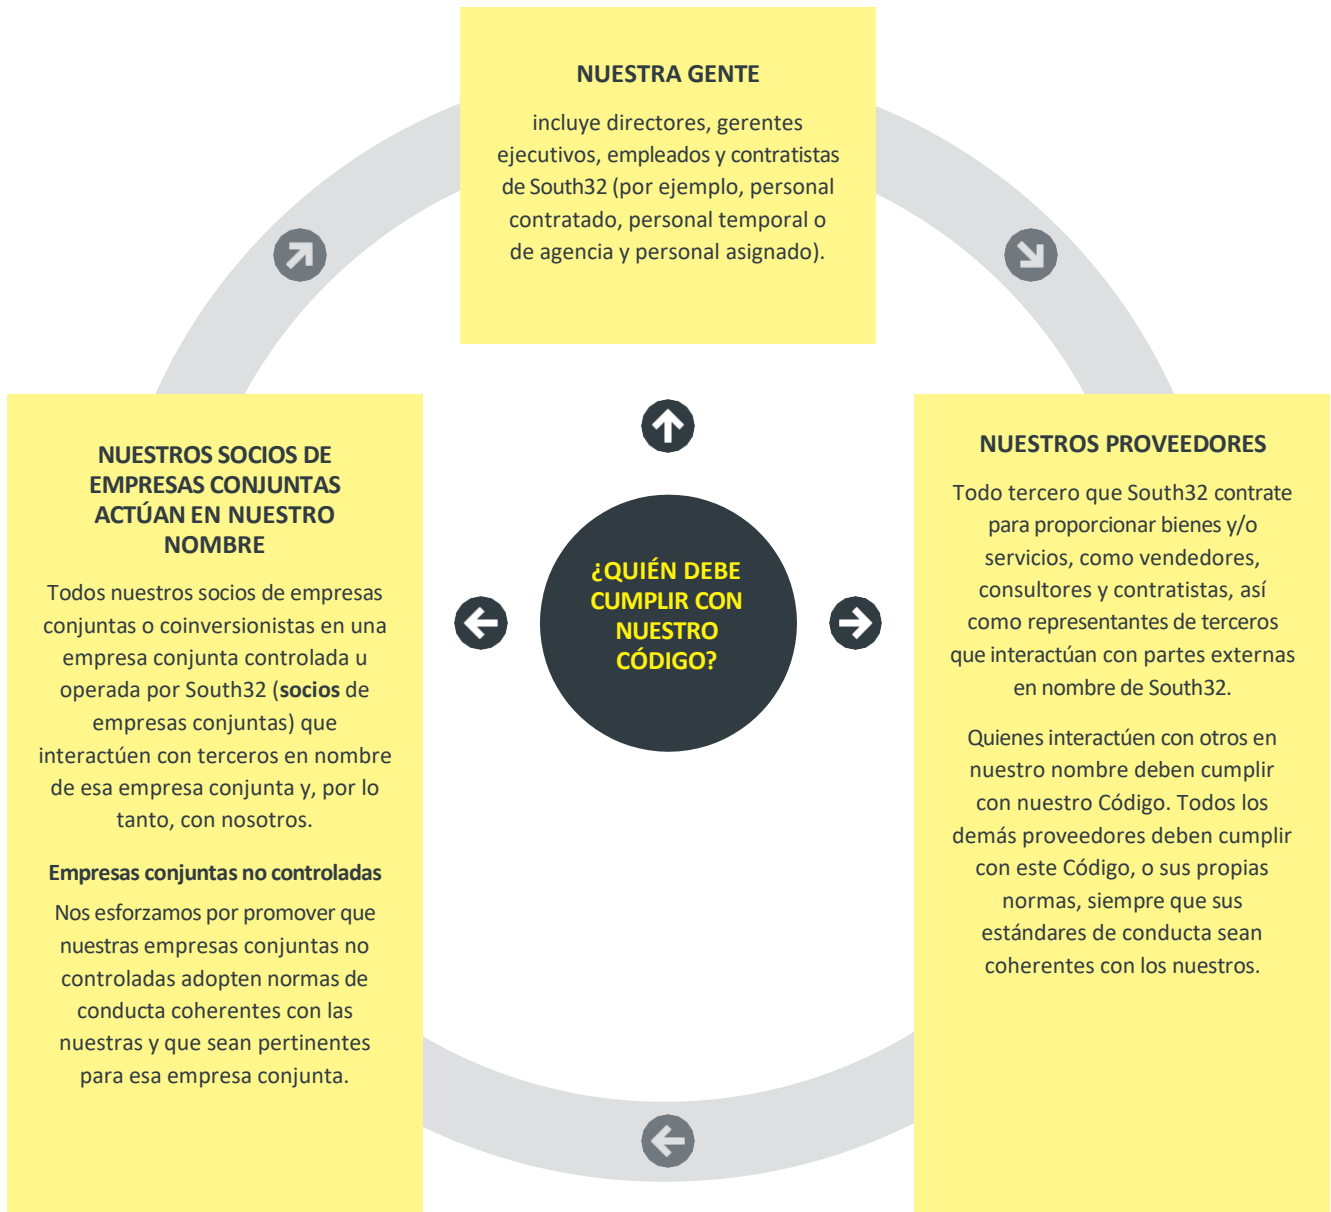 NUESTRA GENTE
incluye directores, gerentes
ejecutivos, empleados y contratistas
de South32 (por ejemplo, personal
contratado, personal temporal o
de agencia y personal asignado).
NUESTROS SOCIOS DE
EMPRESAS CONJUNTAS
ACTÚAN EN NUESTRO
NOMBRE
Todos nuestros socios de empresas
conjuntas o coinversionistas en una
empresa conjunta controlada u
operada por South32 (socios de
empresas conjuntas) que
interactúen con terceros en nombre
de esa empresa conjunta y, por lo
tanto, con nosotros.
Empresas conjuntas no controladas
Nos esforzamos por promover que
nuestras empresas conjuntas no
controladas adopten normas de
conducta coherentes con las
nuestras y que sean pertinentes
para esa empresa conjunta.
¿QUIÉN DEBE
CUMPLIR CON
NUESTRO
CÓDIGO?
NUESTROS PROVEEDORES
Todo tercero que South32 contrate
para proporcionar bienes y/o
servicios, como vendedores,
consultores y contratistas, así
como representantes de terceros
que interactúan con partes externas
en nombre de South32.
Quienes interactúen con otros en
nuestro nombre deben cumplir
con nuestro Código. Todos los
demás proveedores deben cumplir
con este Código, o sus propias
normas, siempre que sus
estándares de conducta sean
coherentes con los nuestros.